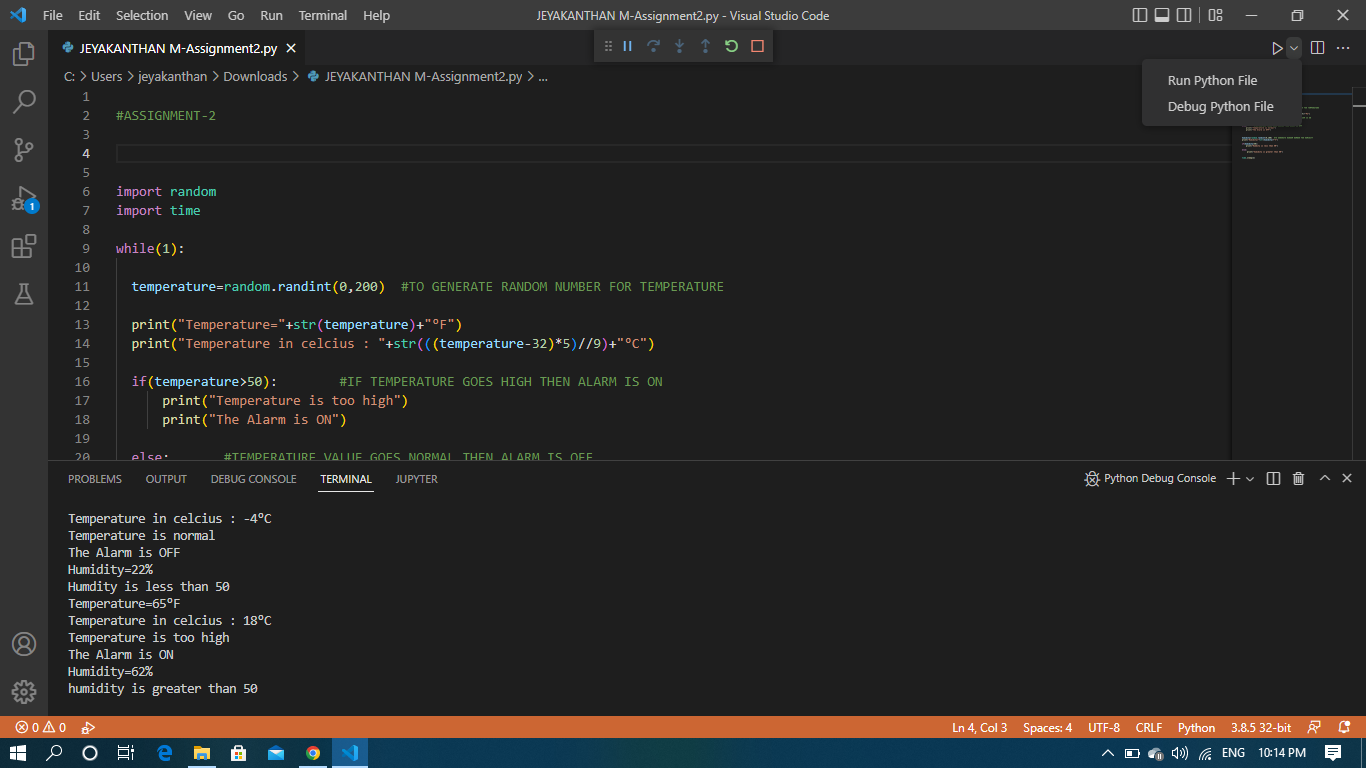 File Edit Selection View Go Run Terminal Help
JEYAKANTHAN M-Assignment2.py - Visual Studio Code
JEYAKANTHAN M-Assignment2.py
C: > Users > jeyakanthan > Downloads > JEYAKANTHAN M-Assignment2.py > ...
Run Python File
Debug Python File
1
2 #ASSIGNMENT-2
3
4
5
6 import random
7 import time
8
9 while(1):
10
11 temperature=random.randint(0,200) #TO GENERATE RANDOM NUMBER FOR TEMPERATURE
12
13 print("Temperature="+str(temperature)+"°F")
14 print("Temperature in celcius : "+str(((temperature-32)*5)//9)+"°C")
15
16 if(temperature>50): #IF TEMPERATURE GOES HIGH THEN ALARM IS ON
17 print("Temperature is too high")
18 print("The Alarm is ON")
19
20 else: #TEMPERATURE VALUE GOES NORMAL THEN ALARM IS OFF
1
PROBLEMS OUTPUT DEBUG CONSOLE TERMINAL JUPYTER
Python Debug Console
Temperature in celcius : -4°C
Temperature is normal
The Alarm is OFF
Humidity=22%
Humdity is less than 50
Temperature=65°F
Temperature in celcius : 18°C
Temperature is too high
The Alarm is ON
Humidity=62%
humidity is greater than 50
0 0
Ln 4, Col 3 Spaces: 4 UTF-8 CRLF Python 3.8.5 32-bit
ENG 10:14 PM